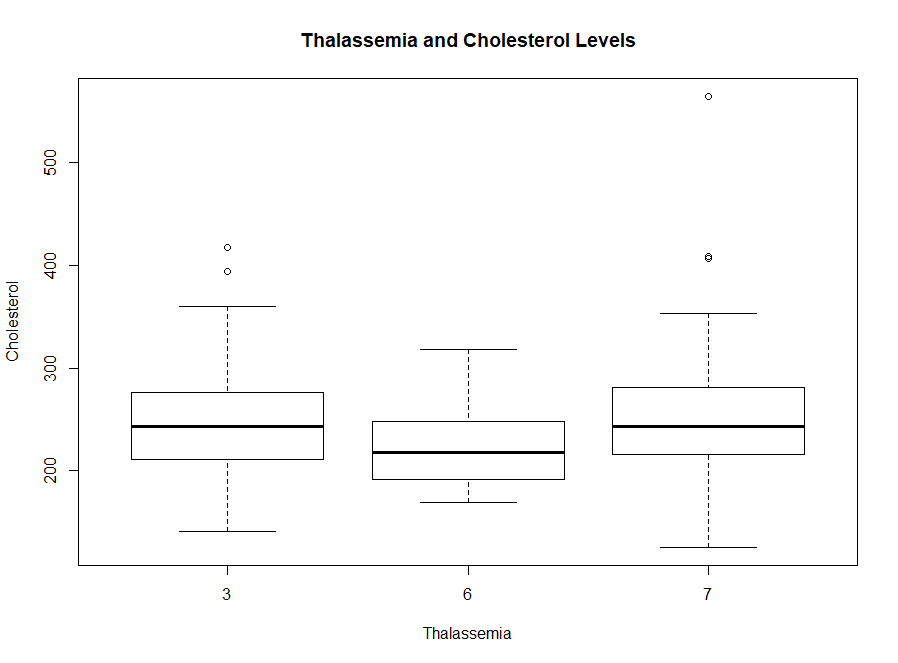 Thalassemia and Cholesterol Levels
500
400
300
200
Cholesterol
3 6 7
Thalassemia